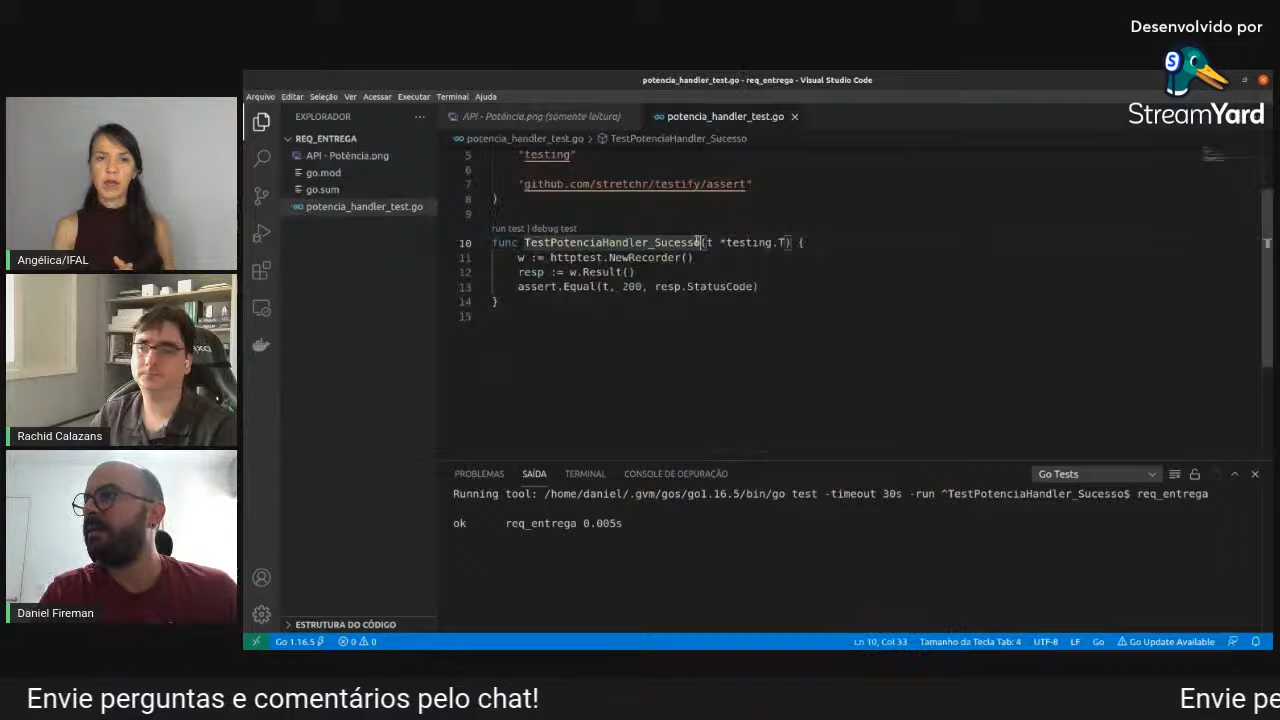 Desenvolvido por
StreamYard
potencia_handler_test.go - req_entrega - Visual Studio Code
Arquivo Editar Seleção Ver Acessar Executar Terminal Ajuda
EXPLORADOR
API - Potência.png (somente leitura)
potencia_handler_test.go
REQ_ENTREGA
potencia_handler_test.go > TestPotenciaHandler_Sucesso
API - Potência.png
go.mod
go.sum
potencia_handler_test.go
5 "testing"
6
7 "github.com/stretchr/testify/assert"
8 )
9
run test | debug test
10 func TestPotenciaHandler_Sucesso(t *testing.T) {
11 w := httptest.NewRecorder()
12 resp := w.Result()
13 assert.Equal(t, 200, resp.StatusCode)
14 }
15
Angélica/IFAL
Rachid Calazans
Daniel Fireman
PROBLEMAS SAÍDA TERMINAL CONSOLE DE DEPURAÇÃO Go Tests
Running tool: /home/daniel/.gvm/gos/go1.16.5/bin/go test -timeout 30s -run ^TestPotenciaHandler_Sucesso$ req_entrega
ok req_entrega 0.005s
ESTRUTURA DO CÓDIGO
Go 1.16.5 0 0 Ln 10, Col 33 Tamanho da Tecla Tab: 4 UTF-8 LF Go Go Update Available
Envie perguntas e comentários pelo chat!
Envie pe